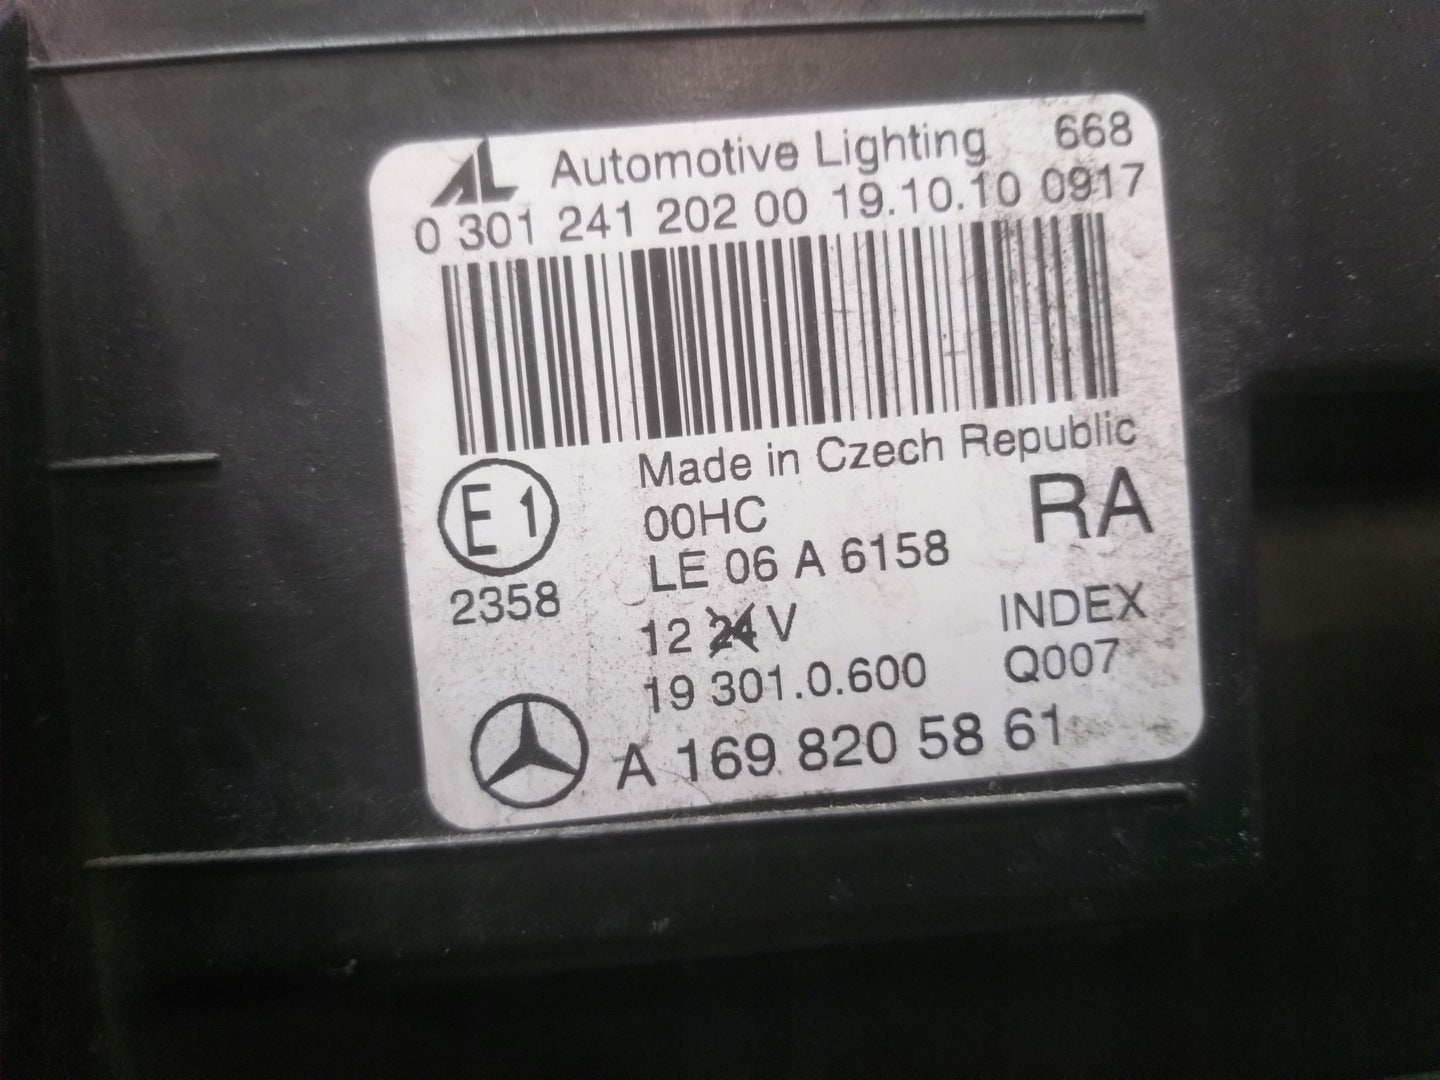 AL Automotive Lighting 668
0 301 241 202 00 19.10.10 0917
Made in Czech Republic
E1 00HC RA
LE 06 A 6158
2358
12 24 V INDEX
19 301.0.600 Q007
A 169 820 58 61